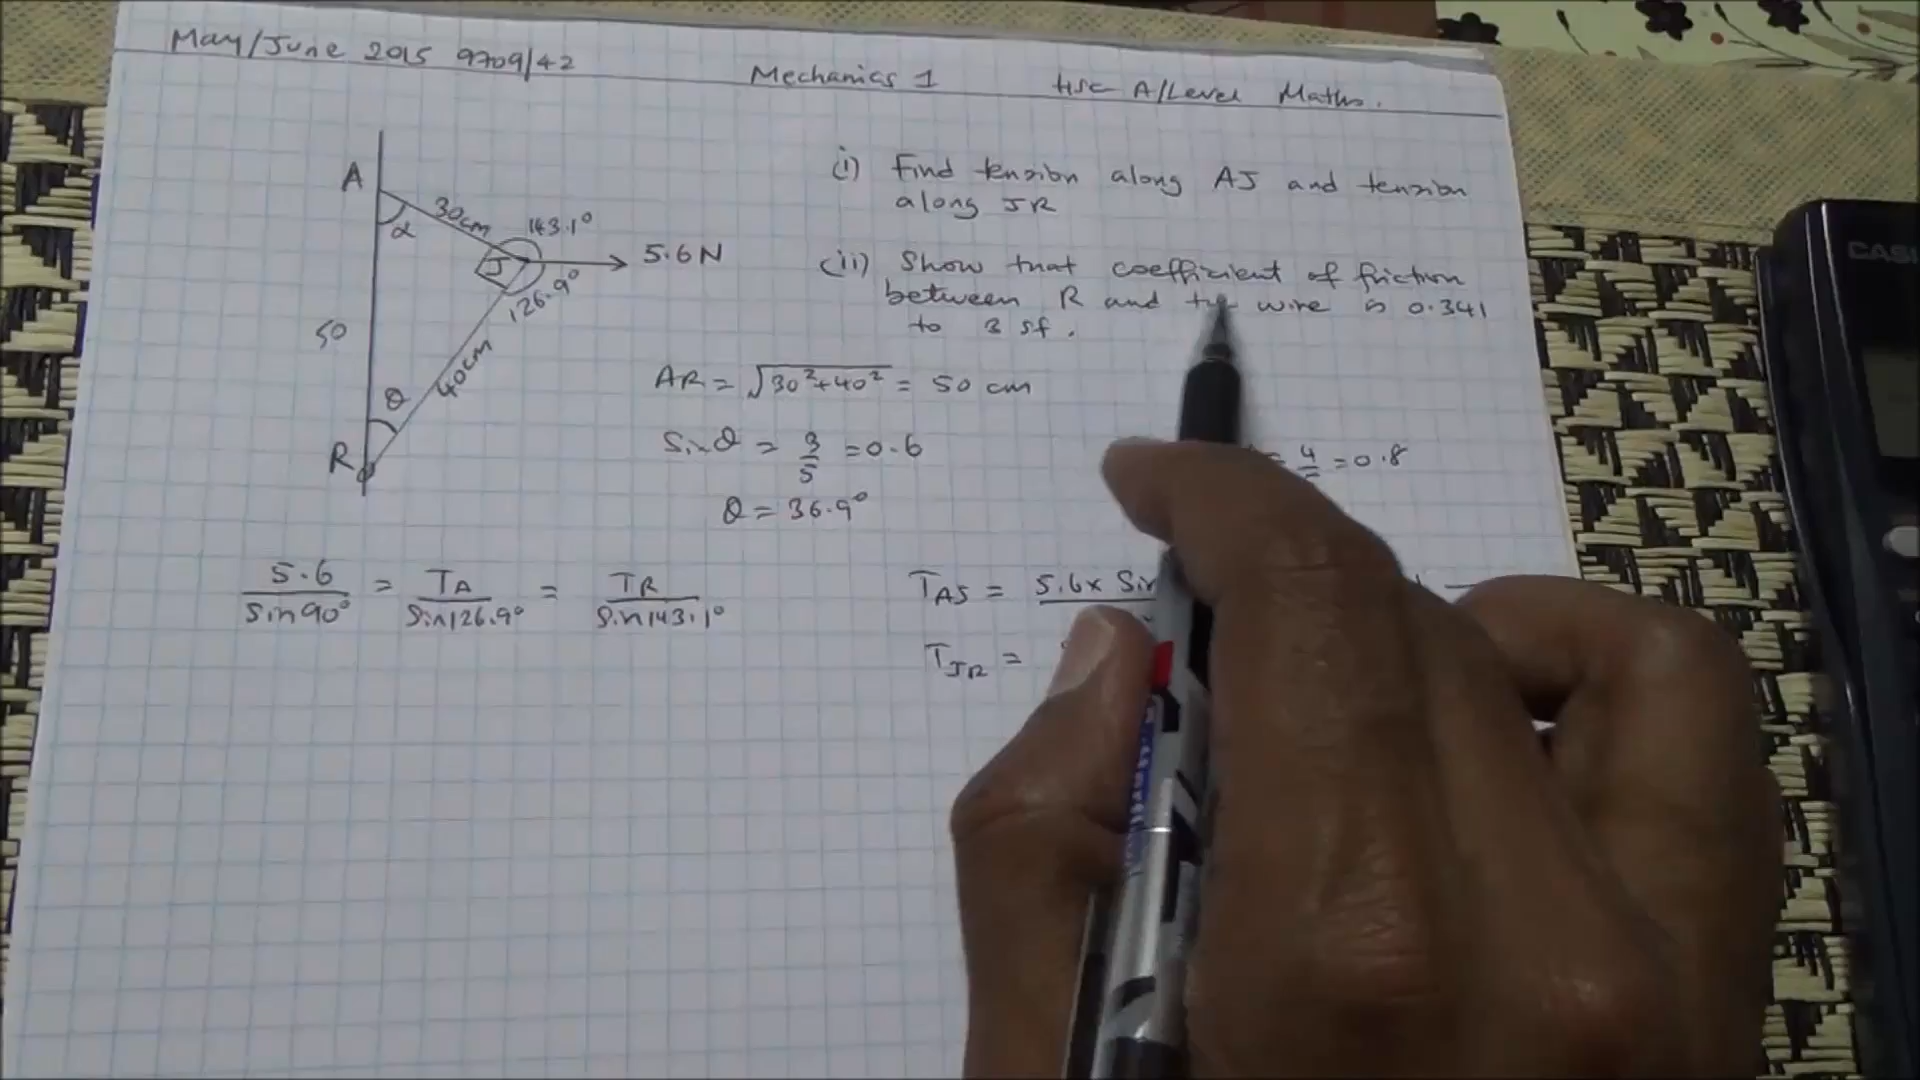 May/June 2015 9709/42
Mechanics 1
HSC A/Level Maths.
A
30cm
143.1°
α
J
5.6N
126.9°
50
40cm
θ
R
(i) Find tension along AJ and tension
along JR
(ii) Show that coefficient of friction
between R and the wire is 0.341
to 3 sf.
AR = √30²+40² = 50 cm
Sinθ = 3/5 = 0.6
θ = 36.9°
= 4 = 0.8
5.6/Sin90° = TA/Sin126.9° = TR/Sin143.1°
TAJ = 5.6x Sin
TJR =
CASIO